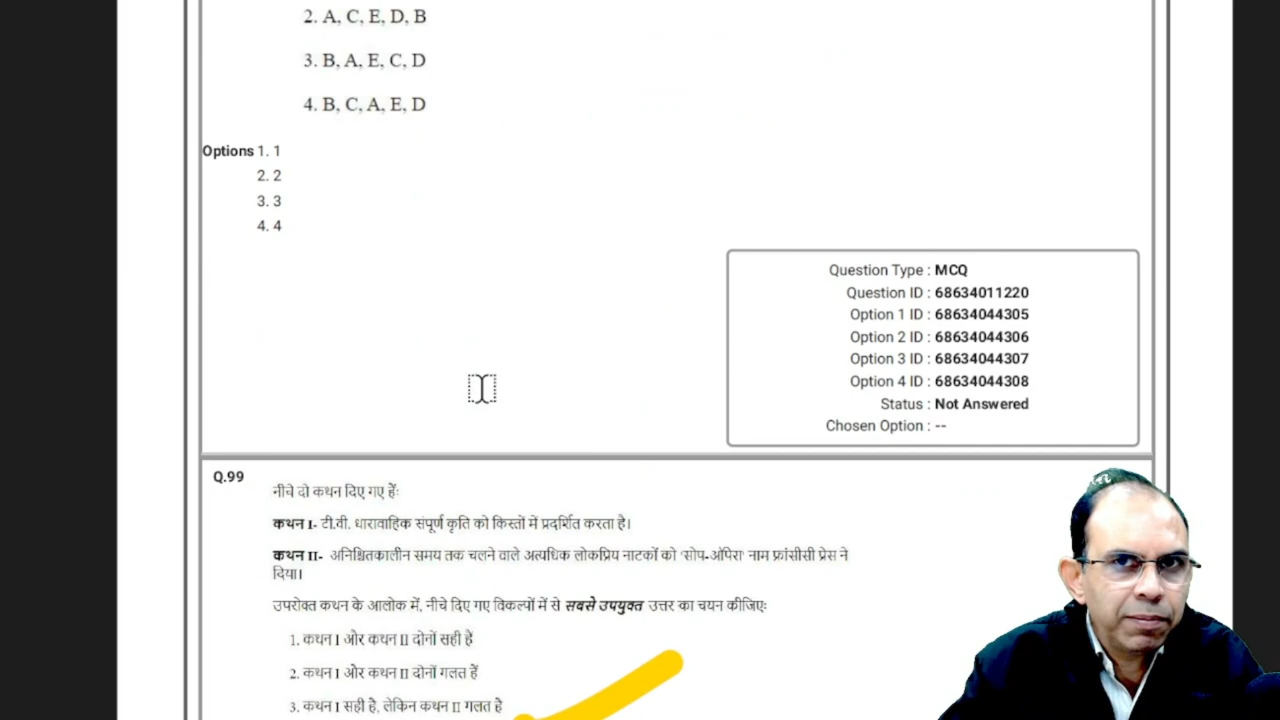 2. A, C, E, D, B
3. B, A, E, C, D
4. B, C, A, E, D
Options 1. 1
2. 2
3. 3
4. 4
Question Type : MCQ
Question ID : 68634011220
Option 1 ID : 68634044305
Option 2 ID : 68634044306
Option 3 ID : 68634044307
Option 4 ID : 68634044308
Status : Not Answered
Chosen Option : --
Q.99
नीचे दो कथन दिए गए हैं:
कथन I- टी.वी. धारावाहिक संपूर्ण कृति को किस्तों में प्रदर्शित करता है।
कथन II- अनिश्चितकालीन समय तक चलने वाले अत्यधिक लोकप्रिय नाटकों को 'सोप-ऑपेरा' नाम फ्रांसीसी प्रेस ने
दिया।
उपरोक्त कथन के आलोक में, नीचे दिए गए विकल्पों में से सबसे उपयुक्त उत्तर का चयन कीजिए:
1. कथन I और कथन II दोनों सही हैं
2. कथन I और कथन II दोनों गलत हैं
3. कथन I सही है, लेकिन कथन II गलत है